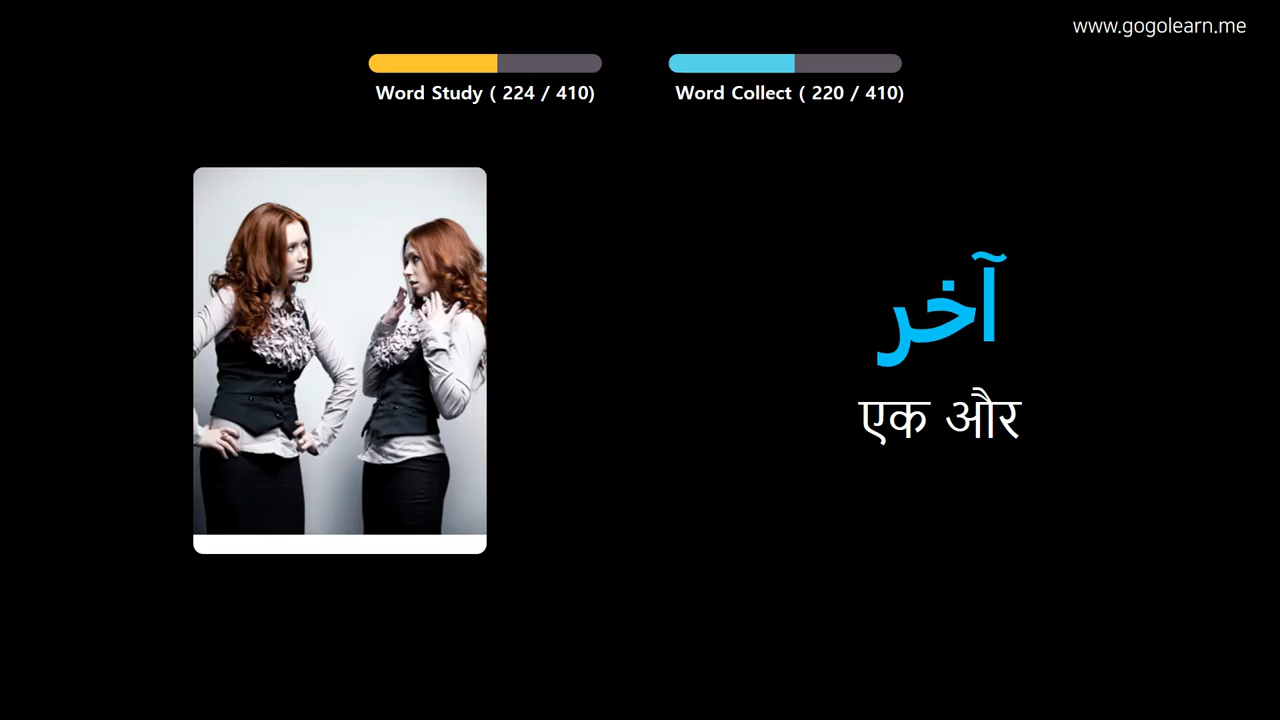 www.gogolearn.me
Word Study ( 224 / 410)
Word Collect ( 220 / 410)
آخر
एक और